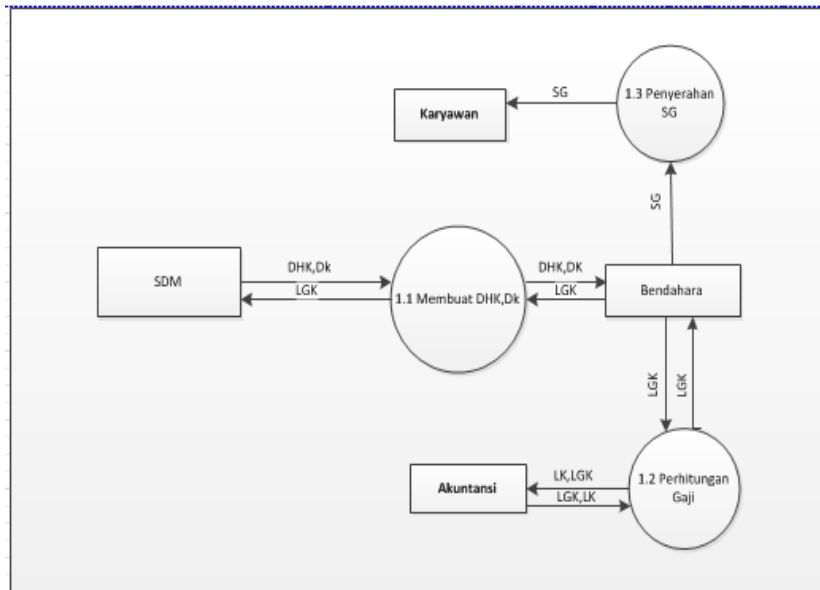 SG
1.3 Penyerahan
SG
Karyawan
SG
SDM
DHK,Dk
LGK
1.1 Membuat DHK,Dk
DHK,DK
LGK
Bendahara
LGK
LGK
Akuntansi
LK,LGK
LGK,LK
1.2 Perhitungan
Gaji